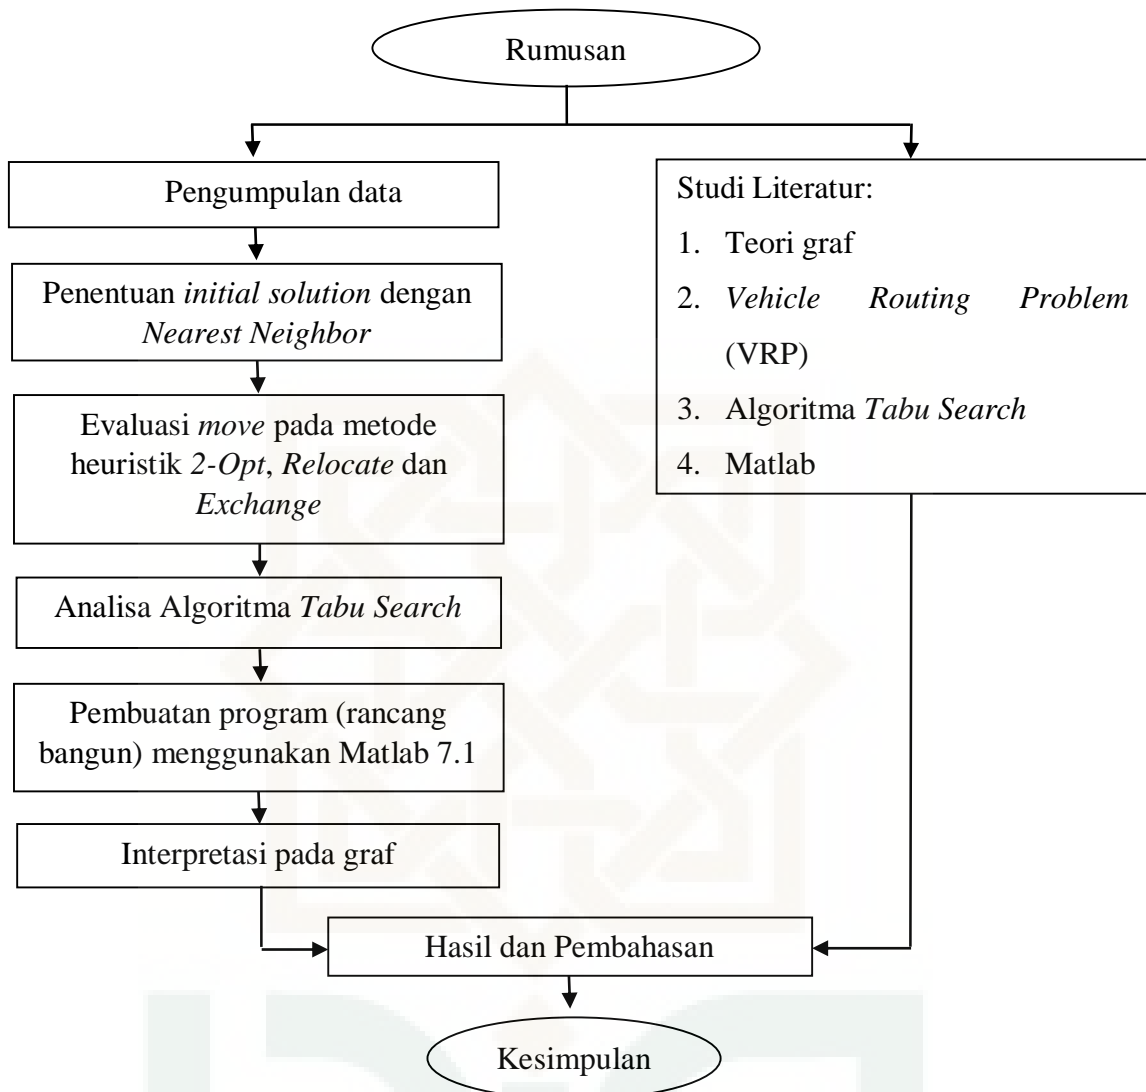 Rumusan
Pengumpulan data
Penentuan initial solution dengan
Nearest Neighbor
Evaluasi move pada metode
heuristik 2-Opt, Relocate dan
Exchange
Analisa Algoritma Tabu Search
Pembuatan program (rancang
bangun) menggunakan Matlab 7.1
Interpretasi pada graf
Studi Literatur:
1. Teori graf
2. Vehicle Routing Problem
(VRP)
3. Algoritma Tabu Search
4. Matlab
Hasil dan Pembahasan
Kesimpulan